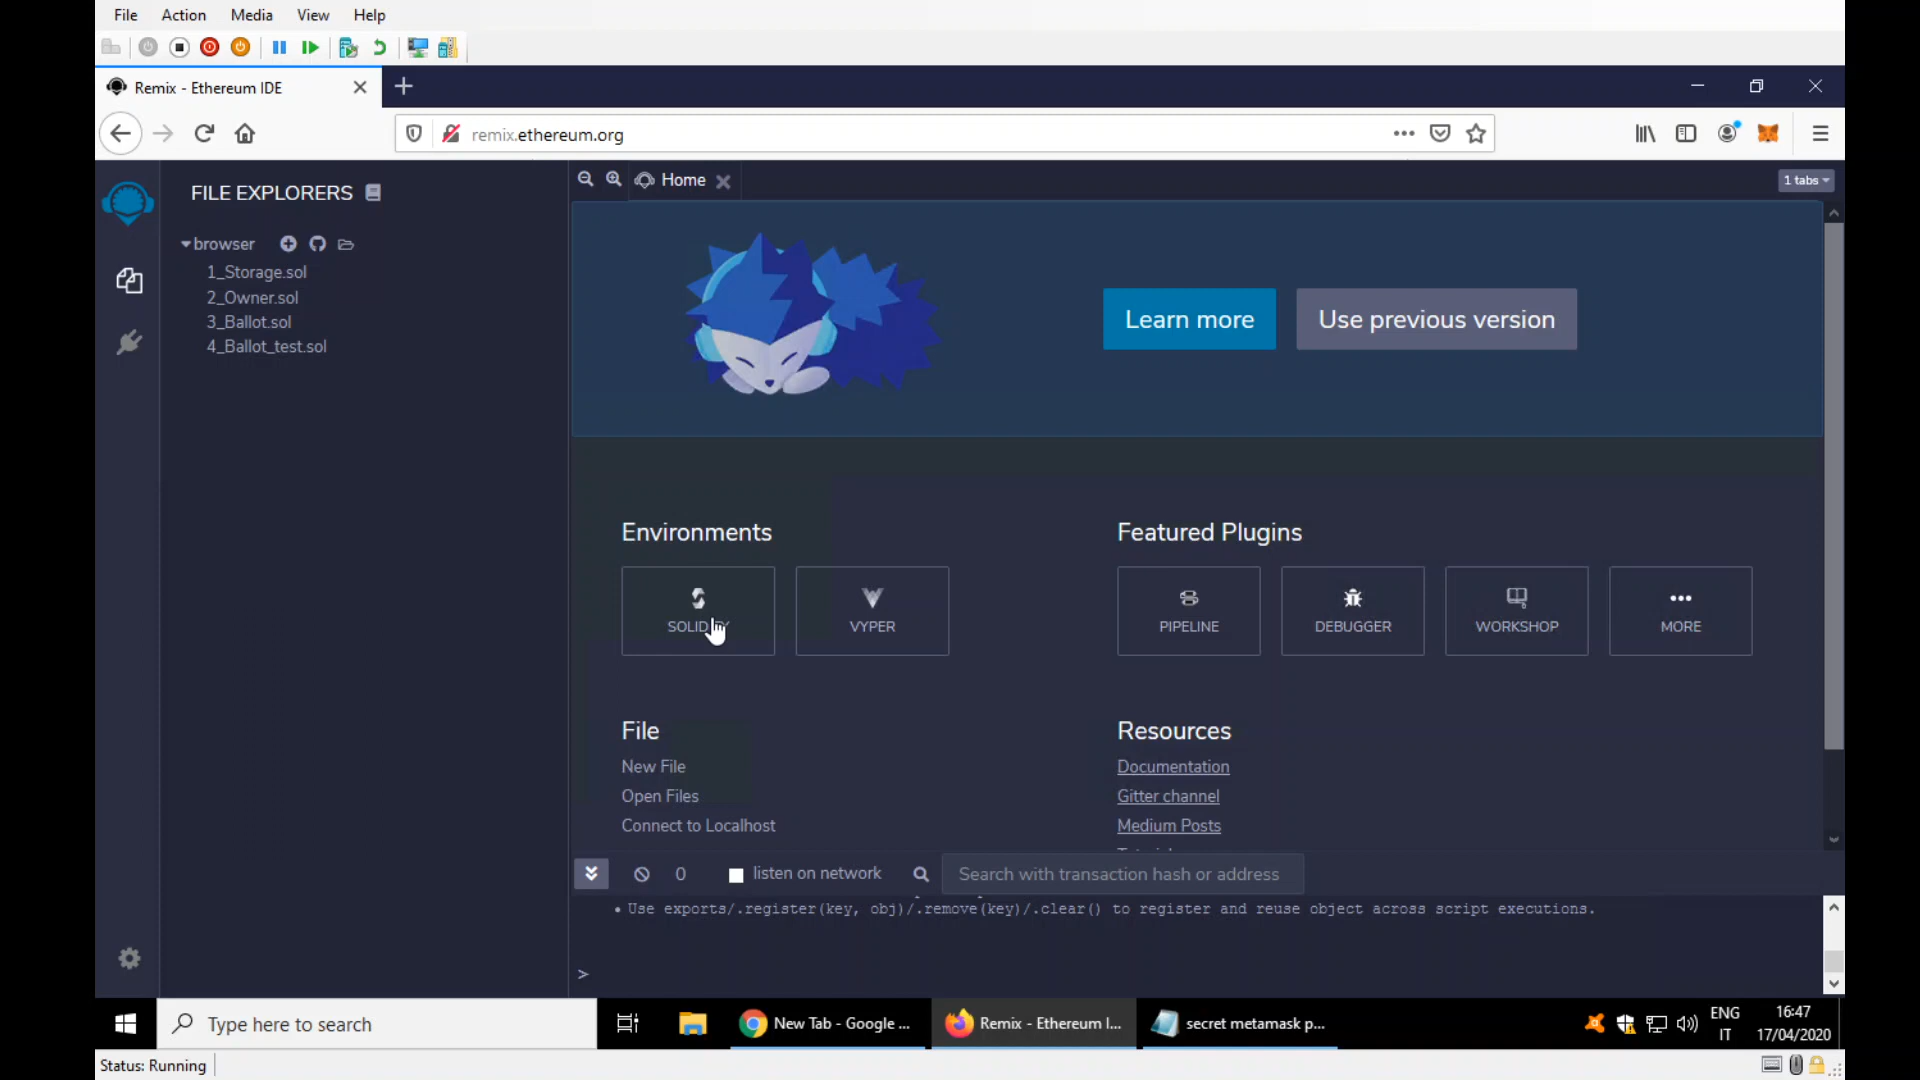 File Action Media View Help
Remix - Ethereum IDE
remix.ethereum.org
FILE EXPLORERS
Home
1 tabs
browser
1_Storage.sol
2_Owner.sol
3_Ballot.sol
4_Ballot_test.sol
Learn more
Use previous version
Environments
SOLID
VYPER
Featured Plugins
PIPELINE
DEBUGGER
WORKSHOP
MORE
File
New File
Open Files
Connect to Localhost
Resources
Documentation
Gitter channel
Medium Posts
0
listen on network
Search with transaction hash or address
• Use exports/.register(key, obj)/.remove(key)/.clear() to register and reuse object across script executions.
>
Type here to search
New Tab - Google ...
Remix - Ethereum I...
secret metamask p...
ENG
IT
16:47
17/04/2020
Status: Running